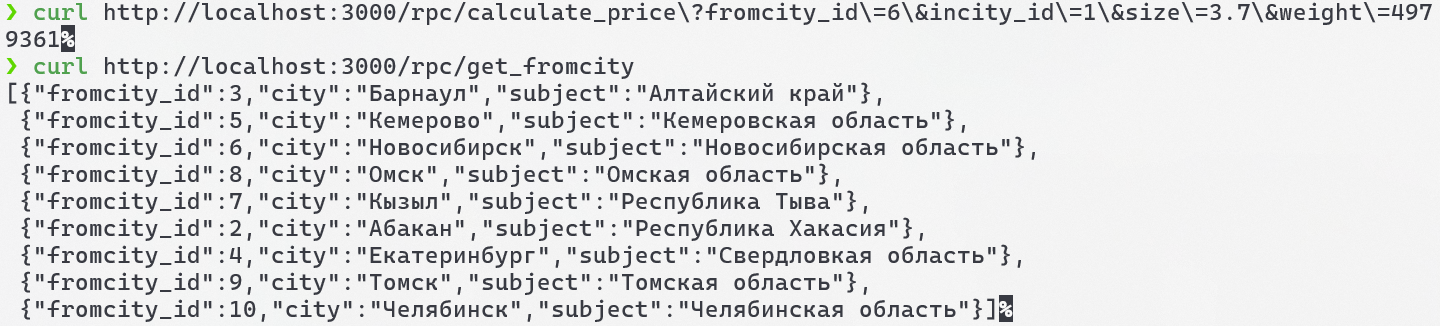 ❯ curl http://localhost:3000/rpc/calculate_price\?fromcity_id\=6\&incity_id\=1\&size\=3.7\&weight\=497
9361%
❯ curl http://localhost:3000/rpc/get_fromcity
[{"fromcity_id":3,"city":"Барнаул","subject":"Алтайский край"},
 {"fromcity_id":5,"city":"Кемерово","subject":"Кемеровская область"},
 {"fromcity_id":6,"city":"Новосибирск","subject":"Новосибирская область"},
 {"fromcity_id":8,"city":"Омск","subject":"Омская область"},
 {"fromcity_id":7,"city":"Кызыл","subject":"Республика Тыва"},
 {"fromcity_id":2,"city":"Абакан","subject":"Республика Хакасия"},
 {"fromcity_id":4,"city":"Екатеринбург","subject":"Свердловкая область"},
 {"fromcity_id":9,"city":"Томск","subject":"Томская область"},
 {"fromcity_id":10,"city":"Челябинск","subject":"Челябинская область"}]%